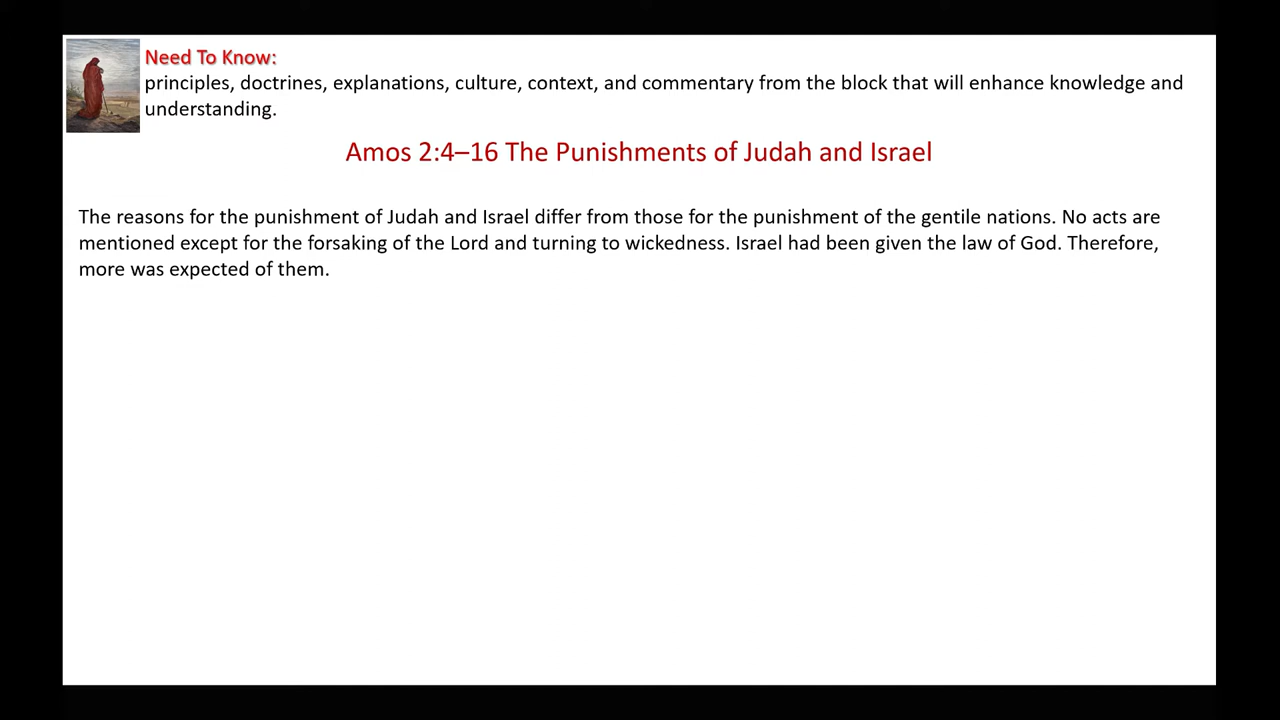 Need To Know:
principles, doctrines, explanations, culture, context, and commentary from the block that will enhance knowledge and
understanding.
Amos 2:4–16 The Punishments of Judah and Israel
The reasons for the punishment of Judah and Israel differ from those for the punishment of the gentile nations. No acts are
mentioned except for the forsaking of the Lord and turning to wickedness. Israel had been given the law of God. Therefore,
more was expected of them.